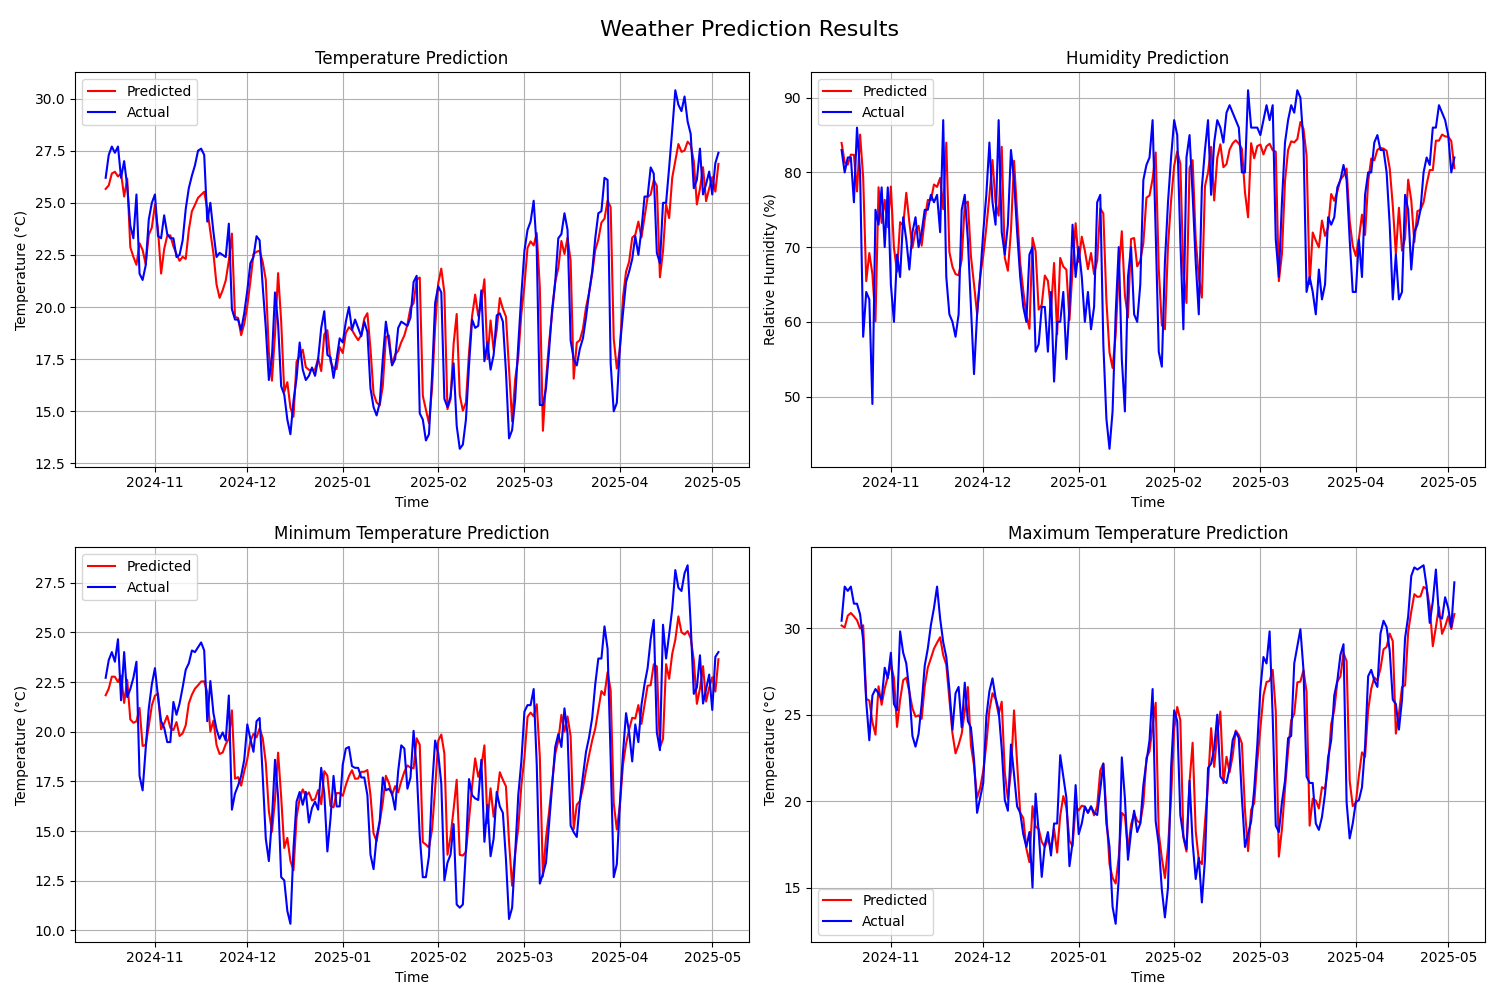 Weather Prediction Results
Temperature Prediction
Predicted
Actual
Temperature (°C)
30.0
27.5
25.0
22.5
20.0
17.5
15.0
12.5
2024-11 2024-12 2025-01 2025-02 2025-03 2025-04 2025-05
Time
Humidity Prediction
Predicted
Actual
Relative Humidity (%)
90
80
70
60
50
2024-11 2024-12 2025-01 2025-02 2025-03 2025-04 2025-05
Time
Minimum Temperature Prediction
Predicted
Actual
Temperature (°C)
27.5
25.0
22.5
20.0
17.5
15.0
12.5
10.0
2024-11 2024-12 2025-01 2025-02 2025-03 2025-04 2025-05
Time
Maximum Temperature Prediction
Temperature (°C)
30
25
20
15
Predicted
Actual
2024-11 2024-12 2025-01 2025-02 2025-03 2025-04 2025-05
Time